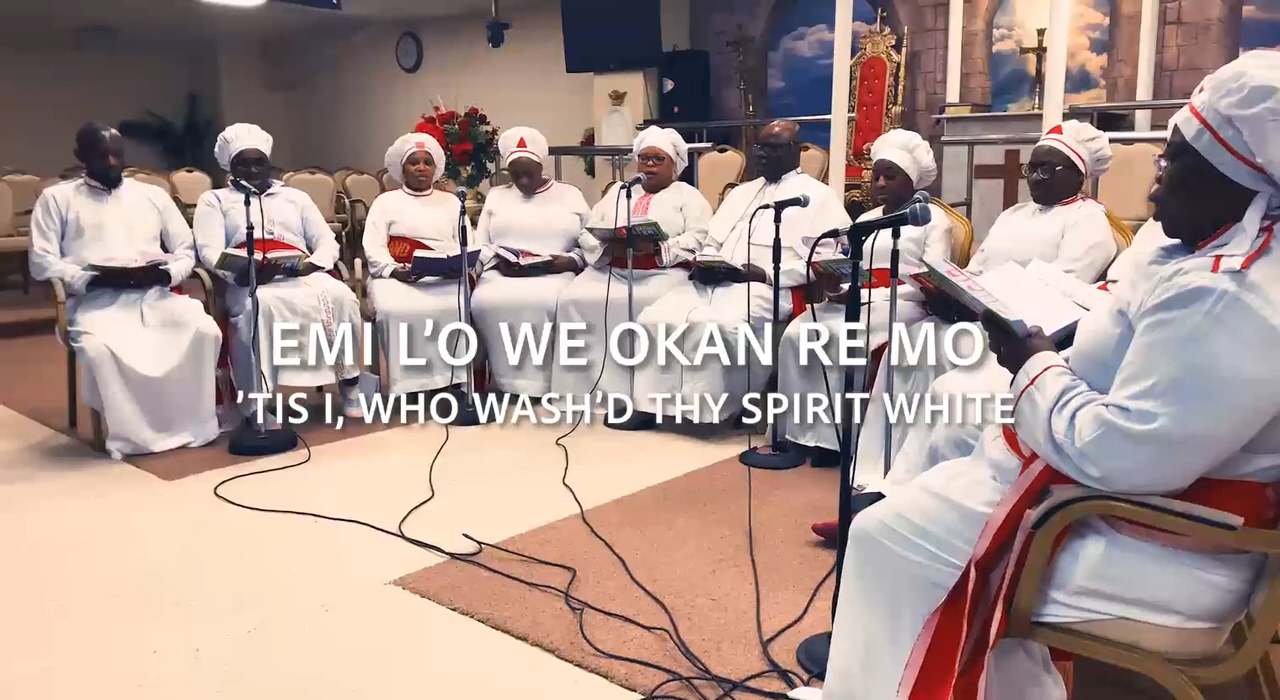 EMI L’O WE OKAN RE MO
’TIS I, WHO WASH’D THY SPIRIT WHITE